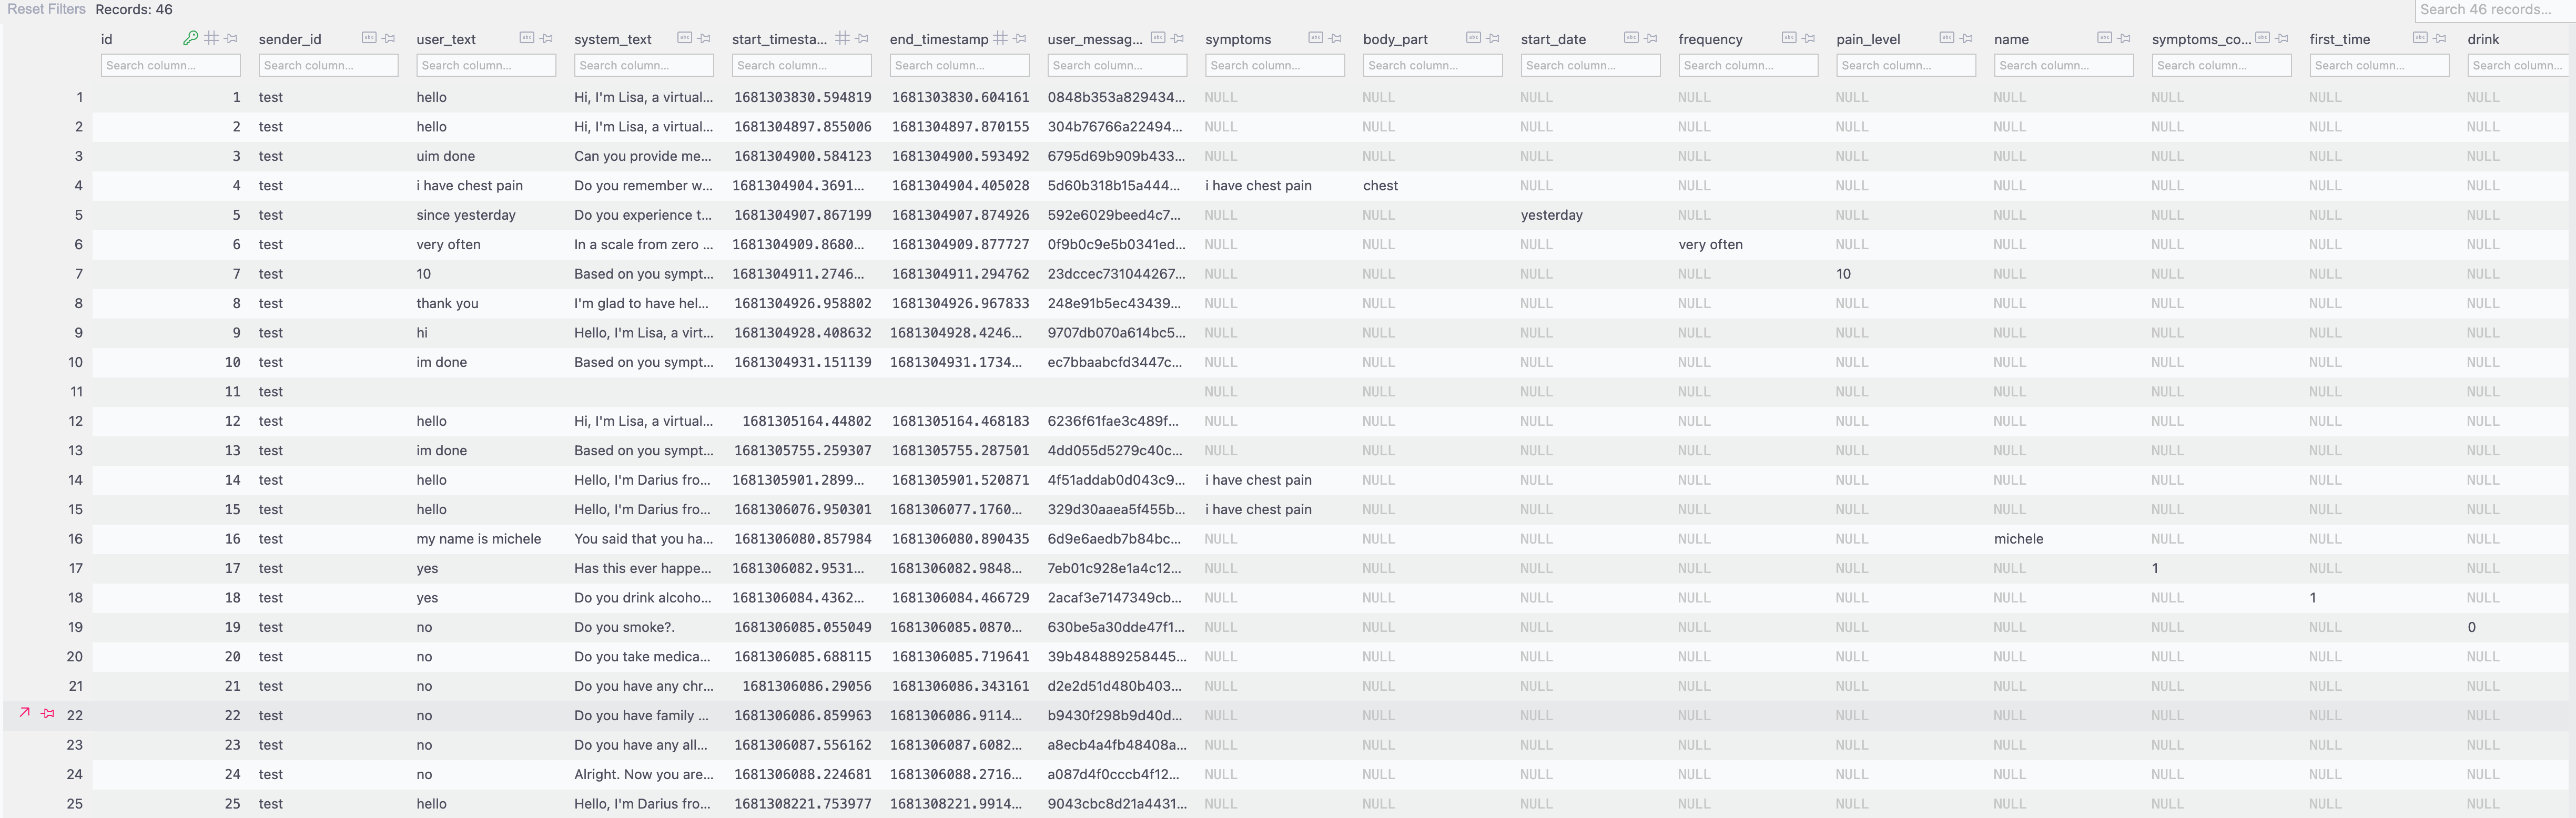 Reset Filters Records: 46 Search 46 records...
id sender_id user_text system_text start_timesta... end_timestamp user_messag... symptoms body_part start_date frequency pain_level name symptoms_co... first_time drink
Search column... Search column... Search column... Search column... Search column... Search column... Search column... Search column... Search column... Search column... Search column... Search column... Search column... Search column... Search column... Search column...
1 1 test hello Hi, I'm Lisa, a virtual... 1681303830.594819 1681303830.604161 0848b353a829434... NULL NULL NULL NULL NULL NULL NULL NULL NULL
2 2 test hello Hi, I'm Lisa, a virtual... 1681304897.855006 1681304897.870155 304b76766a22494... NULL NULL NULL NULL NULL NULL NULL NULL NULL
3 3 test uim done Can you provide me... 1681304900.584123 1681304900.593492 6795d69b909b433... NULL NULL NULL NULL NULL NULL NULL NULL NULL
4 4 test i have chest pain Do you remember w... 1681304904.3691... 1681304904.405028 5d60b318b15a444... i have chest pain chest NULL NULL NULL NULL NULL NULL NULL
5 5 test since yesterday Do you experience t... 1681304907.867199 1681304907.874926 592e6029beed4c7... NULL NULL yesterday NULL NULL NULL NULL NULL NULL
6 6 test very often In a scale from zero ... 1681304909.8680... 1681304909.877727 0f9b0c9e5b0341ed... NULL NULL NULL very often NULL NULL NULL NULL NULL
7 7 test 10 Based on you sympt... 1681304911.2746... 1681304911.294762 23dccec731044267... NULL NULL NULL NULL 10 NULL NULL NULL NULL
8 8 test thank you I'm glad to have hel... 1681304926.958802 1681304926.967833 248e91b5ec43439... NULL NULL NULL NULL NULL NULL NULL NULL NULL
9 9 test hi Hello, I'm Lisa, a virt... 1681304928.408632 1681304928.4246... 9707db070a614bc5... NULL NULL NULL NULL NULL NULL NULL NULL NULL
10 10 test im done Based on you sympt... 1681304931.151139 1681304931.1734... ec7bbaabcfd3447c... NULL NULL NULL NULL NULL NULL NULL NULL NULL
11 11 test NULL NULL NULL NULL NULL NULL NULL NULL NULL
12 12 test hello Hi, I'm Lisa, a virtual... 1681305164.44802 1681305164.468183 6236f61fae3c489f... NULL NULL NULL NULL NULL NULL NULL NULL NULL
13 13 test im done Based on you sympt... 1681305755.259307 1681305755.287501 4dd055d5279c40c... NULL NULL NULL NULL NULL NULL NULL NULL NULL
14 14 test hello Hello, I'm Darius fro... 1681305901.2899... 1681305901.520871 4f51addab0d043c9... i have chest pain NULL NULL NULL NULL NULL NULL NULL NULL
15 15 test hello Hello, I'm Darius fro... 1681306076.950301 1681306077.1760... 329d30aaea5f455b... i have chest pain NULL NULL NULL NULL NULL NULL NULL NULL
16 16 test my name is michele You said that you ha... 1681306080.857984 1681306080.890435 6d9e6aedb7b84bc... NULL NULL NULL NULL NULL michele NULL NULL NULL
17 17 test yes Has this ever happe... 1681306082.9531... 1681306082.9848... 7eb01c928e1a4c12... NULL NULL NULL NULL NULL NULL 1 NULL NULL
18 18 test yes Do you drink alcoho... 1681306084.4362... 1681306084.466729 2acaf3e7147349cb... NULL NULL NULL NULL NULL NULL NULL 1 NULL
19 19 test no Do you smoke?. 1681306085.055049 1681306085.0870... 630be5a30dde47f1... NULL NULL NULL NULL NULL NULL NULL NULL 0
20 20 test no Do you take medica... 1681306085.688115 1681306085.719641 39b484889258445... NULL NULL NULL NULL NULL NULL NULL NULL NULL
21 21 test no Do you have any chr... 1681306086.29056 1681306086.343161 d2e2d51d480b403... NULL NULL NULL NULL NULL NULL NULL NULL NULL
22 22 test no Do you have family ... 1681306086.859963 1681306086.9114... b9430f298b9d40d... NULL NULL NULL NULL NULL NULL NULL NULL NULL
23 23 test no Do you have any all... 1681306087.556162 1681306087.6082... a8ecb4a4fb48408a... NULL NULL NULL NULL NULL NULL NULL NULL NULL
24 24 test no Alright. Now you are... 1681306088.224681 1681306088.2716... a087d4f0cccb4f12... NULL NULL NULL NULL NULL NULL NULL NULL NULL
25 25 test hello Hello, I'm Darius fro... 1681308221.753977 1681308221.9914... 9043cbc8d21a4431... NULL NULL NULL NULL NULL NULL NULL NULL NULL